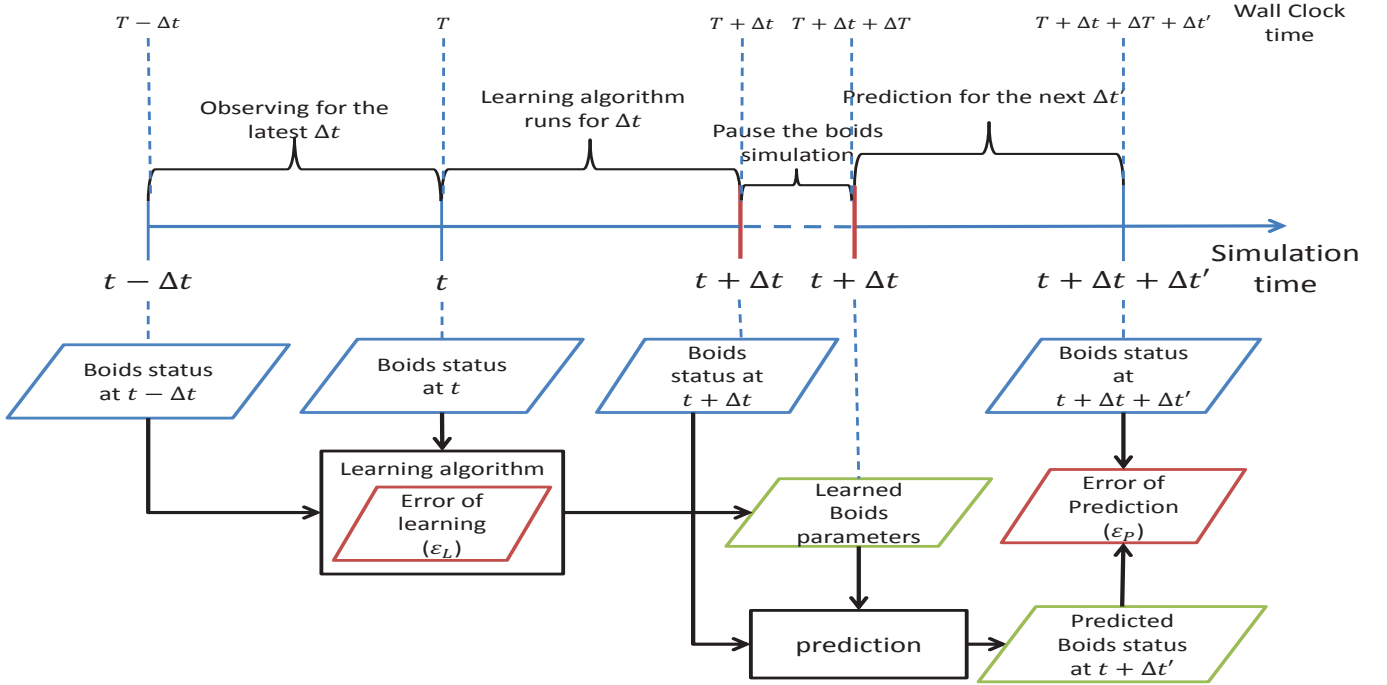 T − Δt
T
T + Δt
T + Δt + ΔT
T + Δt + ΔT + Δt′
Wall Clock
time
Observing for the
latest Δt
Learning algorithm
runs for Δt
Pause the boids
simulation
Prediction for the next Δt′
Simulation
time
t − Δt
t
t + Δt
t + Δt
t + Δt + Δt′
Boids status
at t − Δt
Boids status
at t
Boids
status at
t + Δt
Boids status
at
t + Δt + Δt′
Learning algorithm
Error of
learning
(ε_L)
Learned
Boids
parameters
Error of
Prediction
(ε_P)
prediction
Predicted
Boids status
at t + Δt′